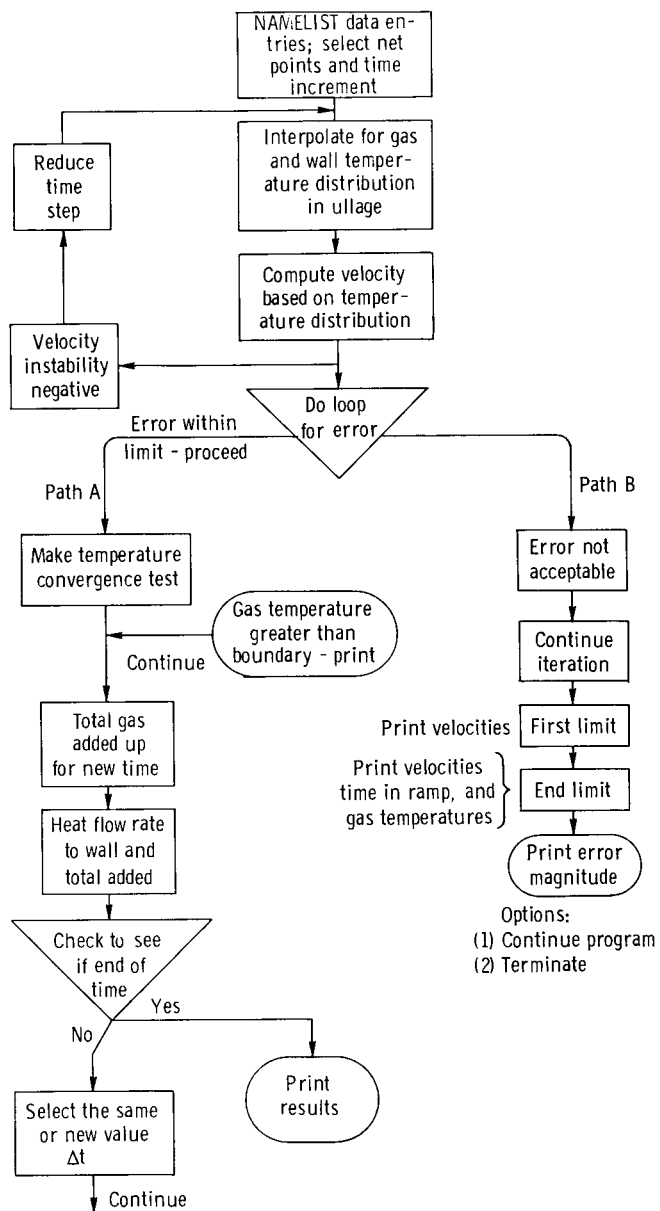 NAMELIST data en-
tries; select net
points and time
increment
Reduce
time
step
Interpolate for gas
and wall temper-
ature distribution
in ullage
Compute velocity
based on temper-
ature distribution
Velocity
instability
negative
Do loop
for error
Error within
limit - proceed
Path A
Path B
Make temperature
convergence test
Gas temperature
greater than
boundary - print
Continue
Total gas
added up
for new time
Heat flow rate
to wall and
total added
Check to see
if end of
time
Yes
No
Print
results
Select the same
or new value
Δt
Continue
Error not
acceptable
Continue
iteration
Print velocities
First limit
Print velocities
time in ramp, and
gas temperatures
End limit
Print error
magnitude
Options:
(1) Continue program
(2) Terminate